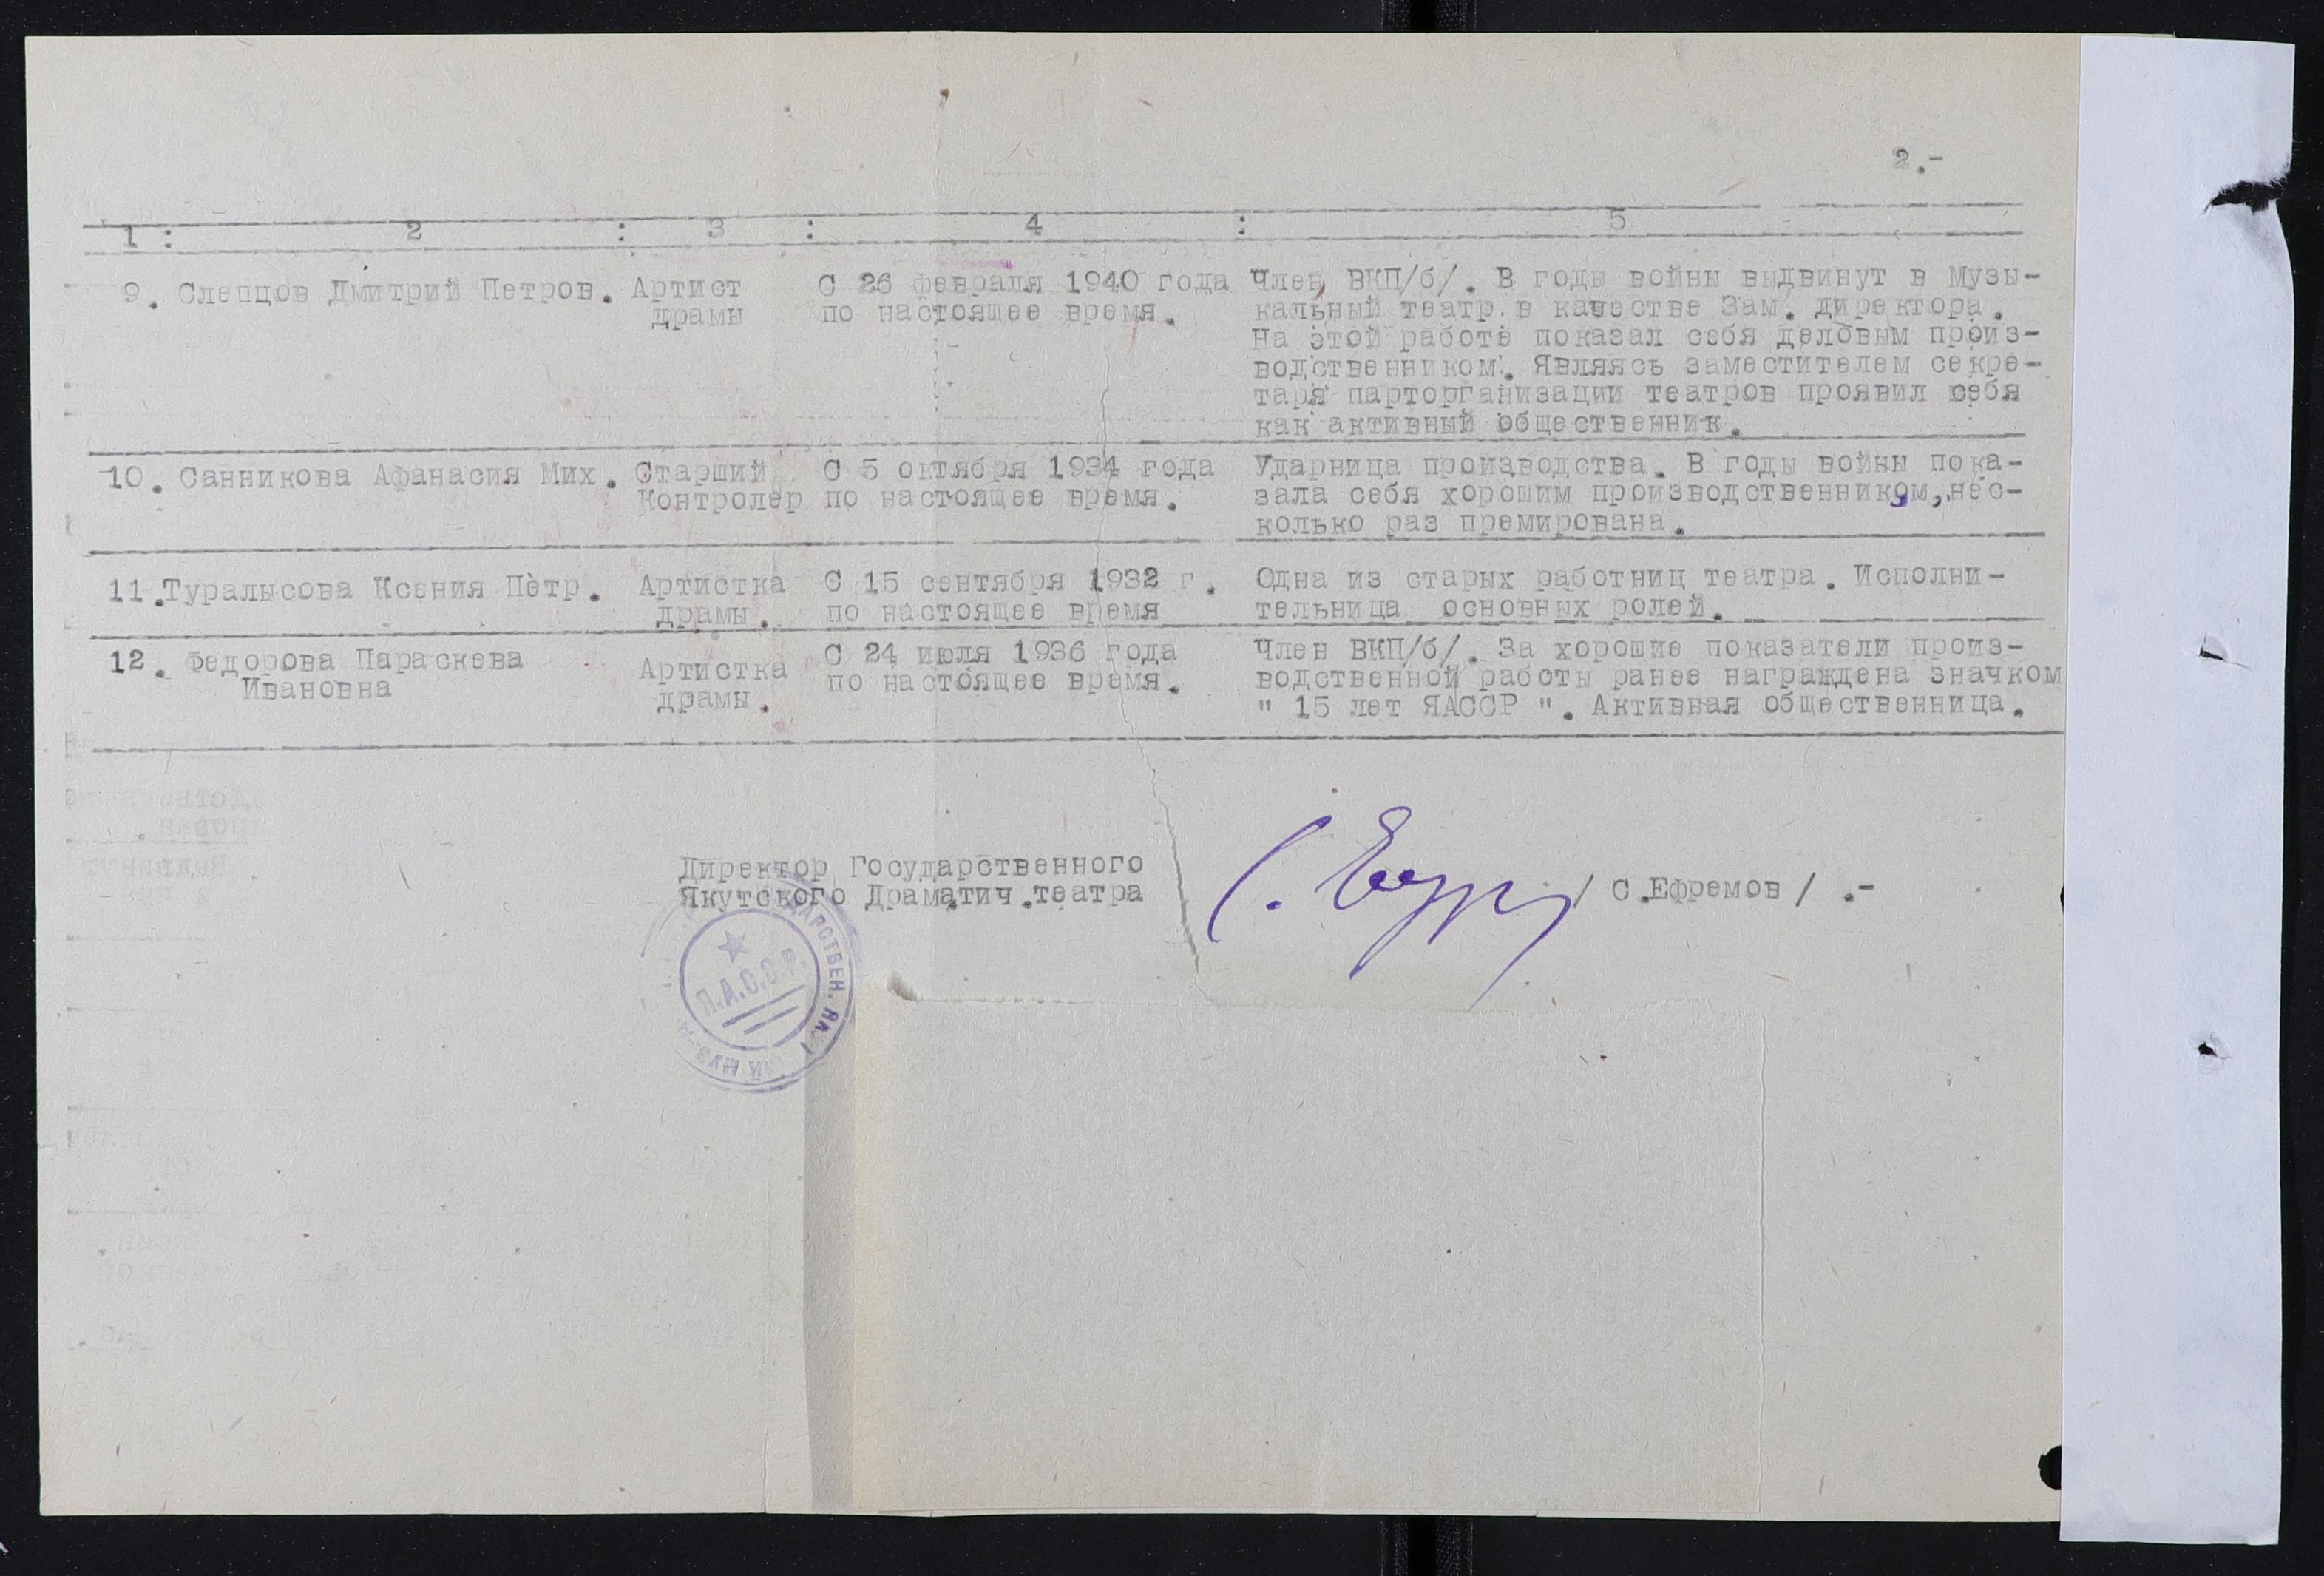 2.-
1 : 2 : 3 : 4 : 5
9. Слепцов Дмитрий Петров. Артист С 26 февраля 1940 года Член ВКП/б/. В годы войны выдвинут в Музы-
драмы по настоящее время. кальный театр в качестве Зам. директора.
На этой работе показал себя деловым произ-
водственником. Являясь заместителем секре-
таря парторганизации театров проявил себя
как активный общественник.
10. Санникова Афанасия Мих. Старший С 5 октября 1934 года Ударница производства. В годы войны пока-
Контролер по настоящее время. зала себя хорошим производственником, нес-
колько раз премирована.
11. Туралысова Ксения Петр. Артистка С 15 сентября 1932 г. Одна из старых работниц театра. Исполни-
драмы. по настоящее время тельница основных ролей.
12. Федорова Параскева Артистка С 24 июля 1936 года Член ВКП/б/. За хорошие показатели произ-
Ивановна драмы. по настоящее время. водственной работы ранее награждена значком
" 15 лет ЯАССР ". Активная общественница.
Директор Государственного
Якутского Драматич.театра С. Ефр / С.Ефремов / .-
Я.А.С.С.Р.